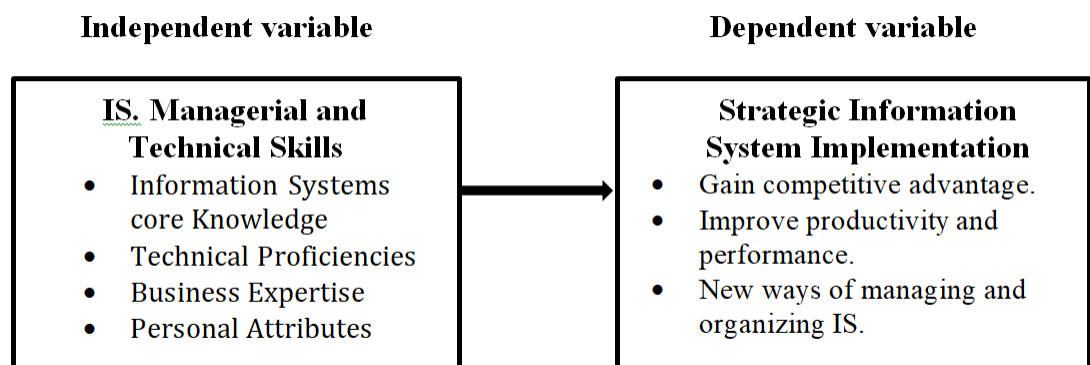 Independent variable
Dependent variable
IS. Managerial and
Technical Skills
• Information Systems
core Knowledge
• Technical Proficiencies
• Business Expertise
• Personal Attributes
Strategic Information
System Implementation
• Gain competitive advantage.
• Improve productivity and
performance.
• New ways of managing and
organizing IS.